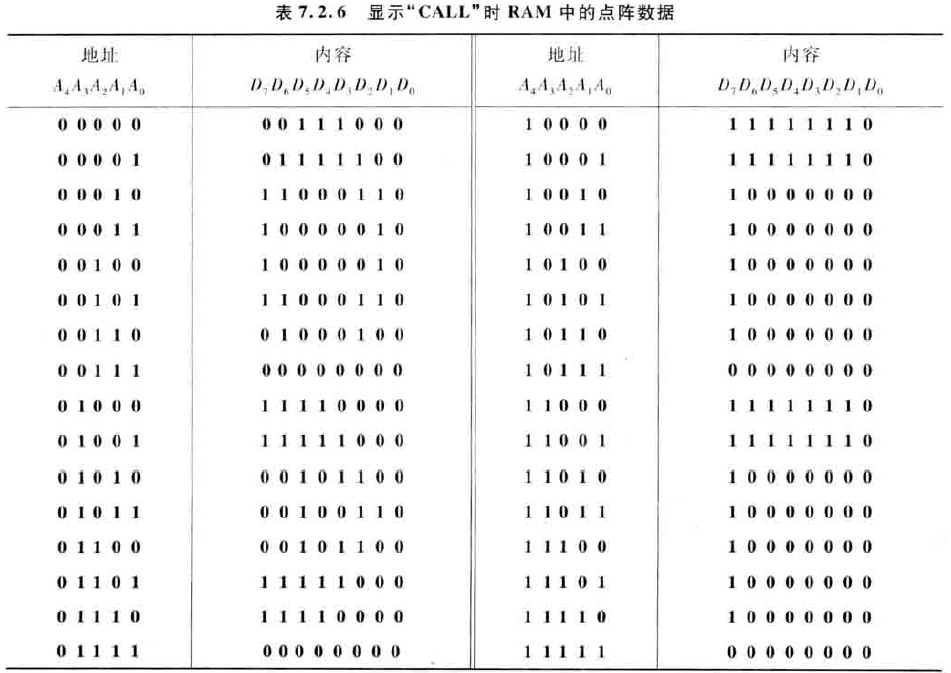 表 7.2.6 显示“CALL”时 RAM 中的点阵数据
地址 内容 地址 内容
A₄A₃A₂A₁A₀ D₇D₆D₅D₄D₃D₂D₁D₀ A₄A₃A₂A₁A₀ D₇D₆D₅D₄D₃D₂D₁D₀
0 0 0 0 0 0 0 1 1 1 0 0 0 1 0 0 0 0 1 1 1 1 1 1 1 0
0 0 0 0 1 0 1 1 1 1 1 0 0 1 0 0 0 1 1 1 1 1 1 1 1 0
0 0 0 1 0 1 1 0 0 0 1 1 0 1 0 0 1 0 1 0 0 0 0 0 0 0
0 0 0 1 1 1 0 0 0 0 0 1 0 1 0 0 1 1 1 0 0 0 0 0 0 0
0 0 1 0 0 1 0 0 0 0 0 1 0 1 0 1 0 0 1 0 0 0 0 0 0 0
0 0 1 0 1 1 1 0 0 0 1 1 0 1 0 1 0 1 1 0 0 0 0 0 0 0
0 0 1 1 0 0 1 0 0 0 1 0 0 1 0 1 1 0 1 0 0 0 0 0 0 0
0 0 1 1 1 0 0 0 0 0 0 0 0 1 0 1 1 1 0 0 0 0 0 0 0 0
0 1 0 0 0 1 1 1 1 0 0 0 0 1 1 0 0 0 1 1 1 1 1 1 1 0
0 1 0 0 1 1 1 1 1 1 0 0 0 1 1 0 0 1 1 1 1 1 1 1 1 0
0 1 0 1 0 0 0 1 0 1 1 0 0 1 1 0 1 0 1 0 0 0 0 0 0 0
0 1 0 1 1 0 0 1 0 0 1 1 0 1 1 0 1 1 1 0 0 0 0 0 0 0
0 1 1 0 0 0 0 1 0 1 1 0 0 1 1 1 0 0 1 0 0 0 0 0 0 0
0 1 1 0 1 1 1 1 1 1 0 0 0 1 1 1 0 1 1 0 0 0 0 0 0 0
0 1 1 1 0 1 1 1 1 0 0 0 0 1 1 1 1 0 1 0 0 0 0 0 0 0
0 1 1 1 1 0 0 0 0 0 0 0 0 1 1 1 1 1 0 0 0 0 0 0 0 0